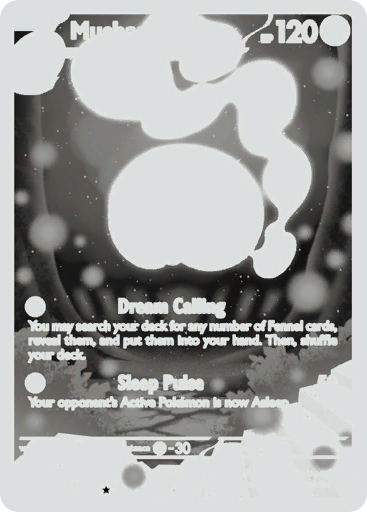 120
Dream Calling
You may search your deck for any number of Fennel cards,
reveal them, and put them into your hand. Then, shuffle
your deck.
Sleep Pulse
Your opponent's Active Pokémon is now Asleep.
-30